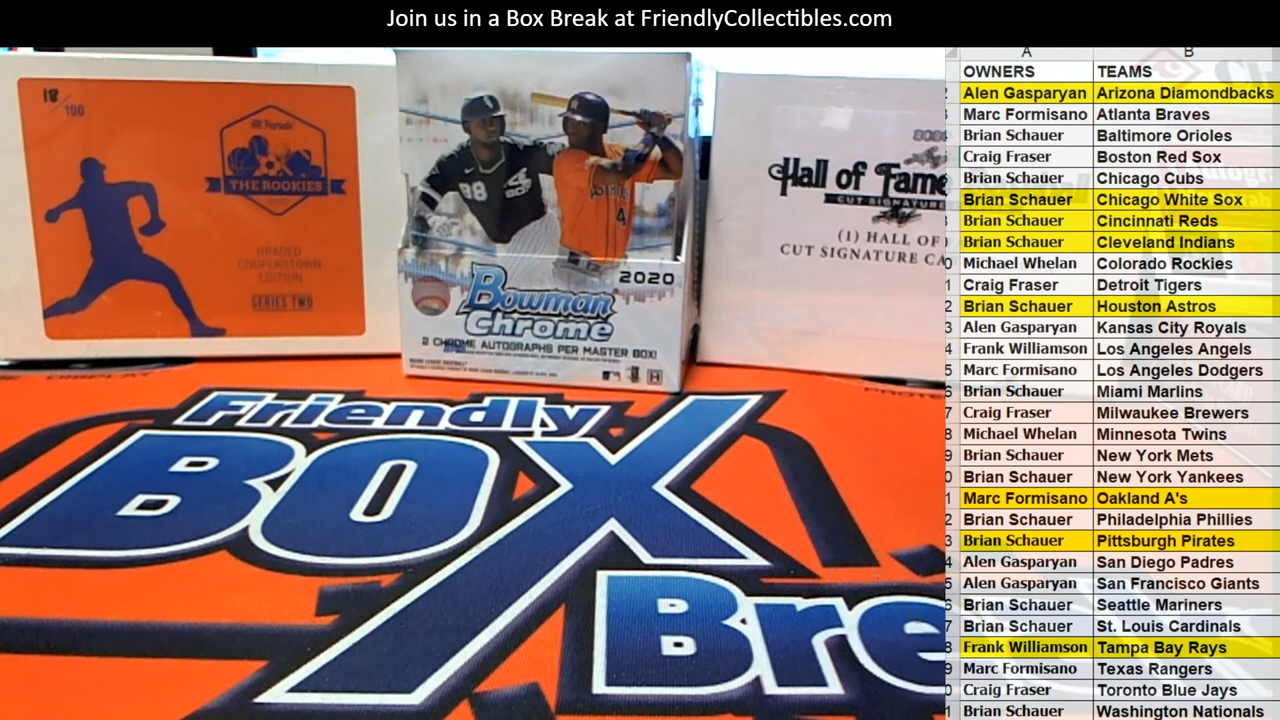 Join us in a Box Break at FriendlyCollectibles.com
18
100
THE ROOKIES
GRADED
COOPERSTOWN
EDITION
SERIES TWO
98
4
2020
Bowman
Chrome
2 CHROME AUTOGRAPHS PER MASTER BOX!
Hall of Fame
CUT SIGNATURE
(1) HALL OF
CUT SIGNATURE CA
Friendly
BOX
Bre
A B
OWNERS TEAMS
Alen Gasparyan Arizona Diamondbacks
Marc Formisano Atlanta Braves
Brian Schauer Baltimore Orioles
Craig Fraser Boston Red Sox
Brian Schauer Chicago Cubs
Brian Schauer Chicago White Sox
Brian Schauer Cincinnati Reds
Brian Schauer Cleveland Indians
Michael Whelan Colorado Rockies
Craig Fraser Detroit Tigers
Brian Schauer Houston Astros
Alen Gasparyan Kansas City Royals
Frank Williamson Los Angeles Angels
Marc Formisano Los Angeles Dodgers
Brian Schauer Miami Marlins
Craig Fraser Milwaukee Brewers
Michael Whelan Minnesota Twins
Brian Schauer New York Mets
Brian Schauer New York Yankees
Marc Formisano Oakland A's
Brian Schauer Philadelphia Phillies
Brian Schauer Pittsburgh Pirates
Alen Gasparyan San Diego Padres
Alen Gasparyan San Francisco Giants
Brian Schauer Seattle Mariners
Brian Schauer St. Louis Cardinals
Frank Williamson Tampa Bay Rays
Marc Formisano Texas Rangers
Craig Fraser Toronto Blue Jays
Brian Schauer Washington Nationals